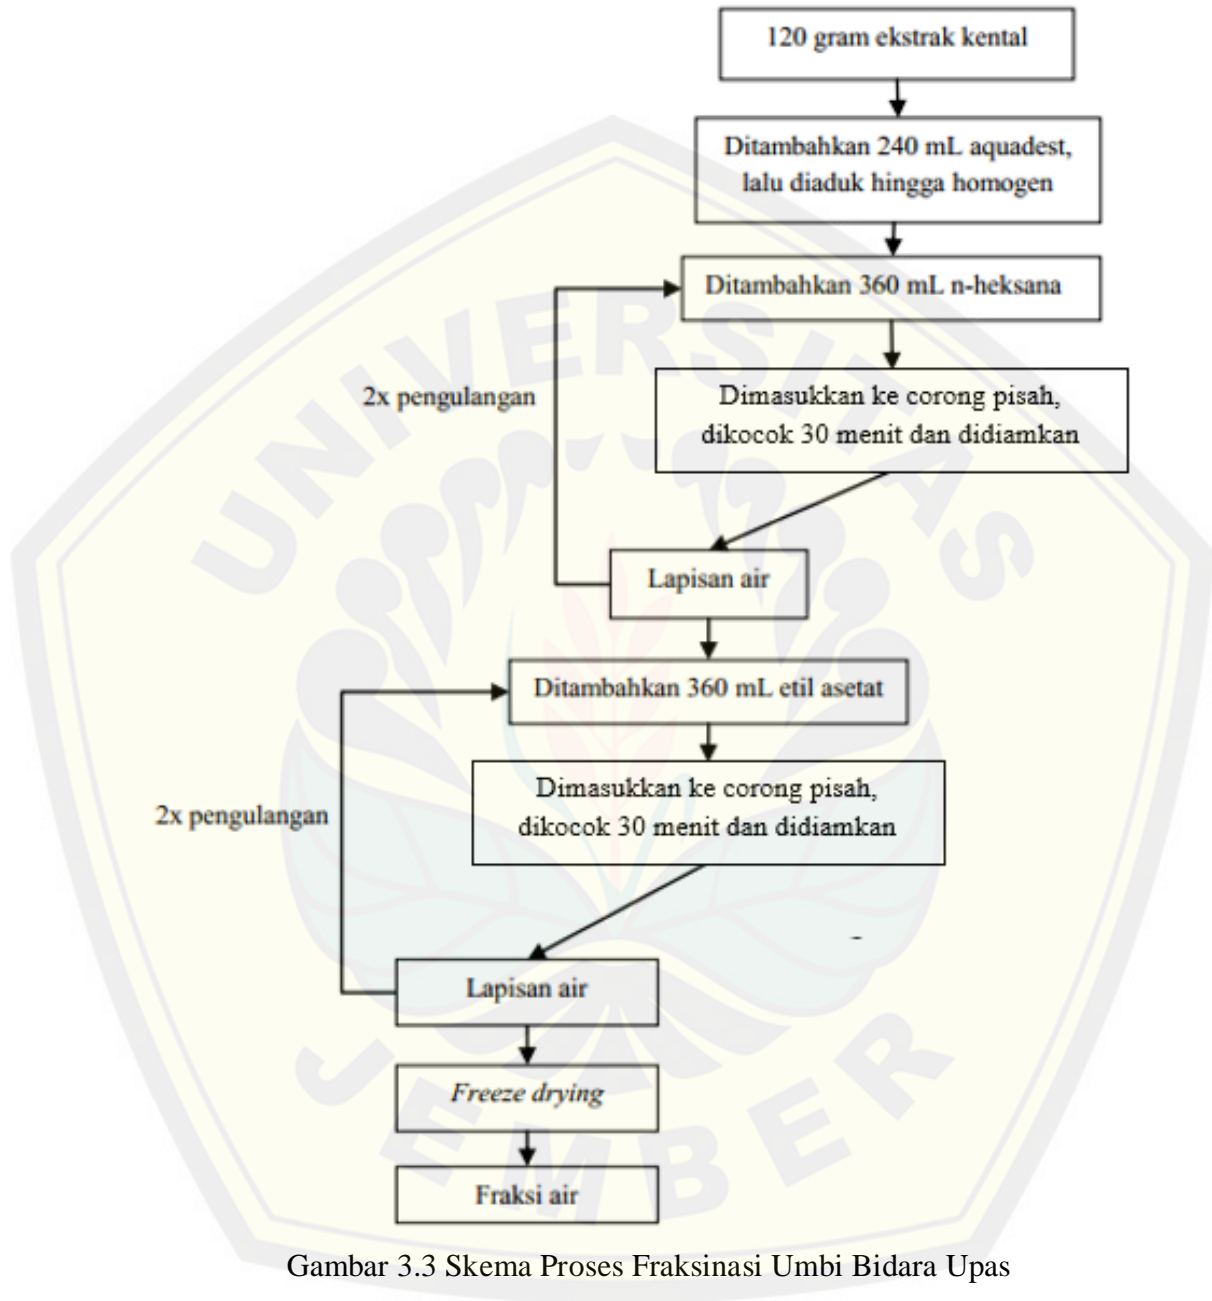 120 gram ekstrak kental
Ditambahkan 240 mL aquadest,
lalu diaduk hingga homogen
Ditambahkan 360 mL n-heksana
2x pengulangan
Dimasukkan ke corong pisah,
dikocok 30 menit dan didiamkan
Lapisan air
Ditambahkan 360 mL etil asetat
2x pengulangan
Dimasukkan ke corong pisah,
dikocok 30 menit dan didiamkan
Lapisan air
Freeze drying
Fraksi air
Gambar 3.3 Skema Proses Fraksinasi Umbi Bidara Upas
UNIVERSITAS
JEMBER